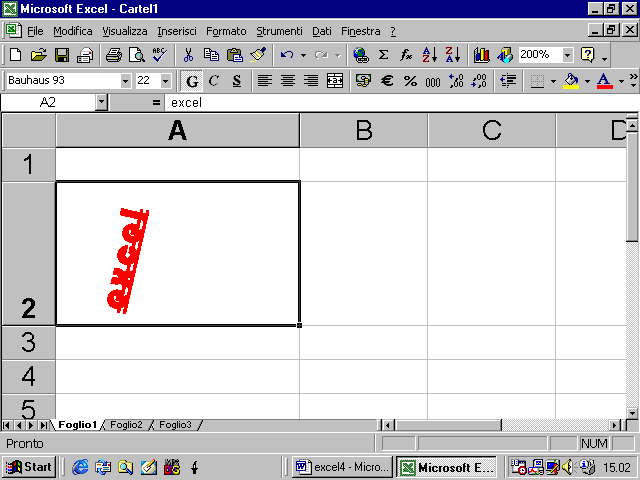 Microsoft Excel - Cartel1
File Modifica Visualizza Inserisci Formato Strumenti Dati Finestra ?
200%
Bauhaus 93 22 G C S € % 000
A2 = excel
A B C D
1
excel
2
3
4
5
Foglio1 Foglio2 Foglio3
Pronto NUM
Start excel4 - Micro... Microsoft E... 15.02